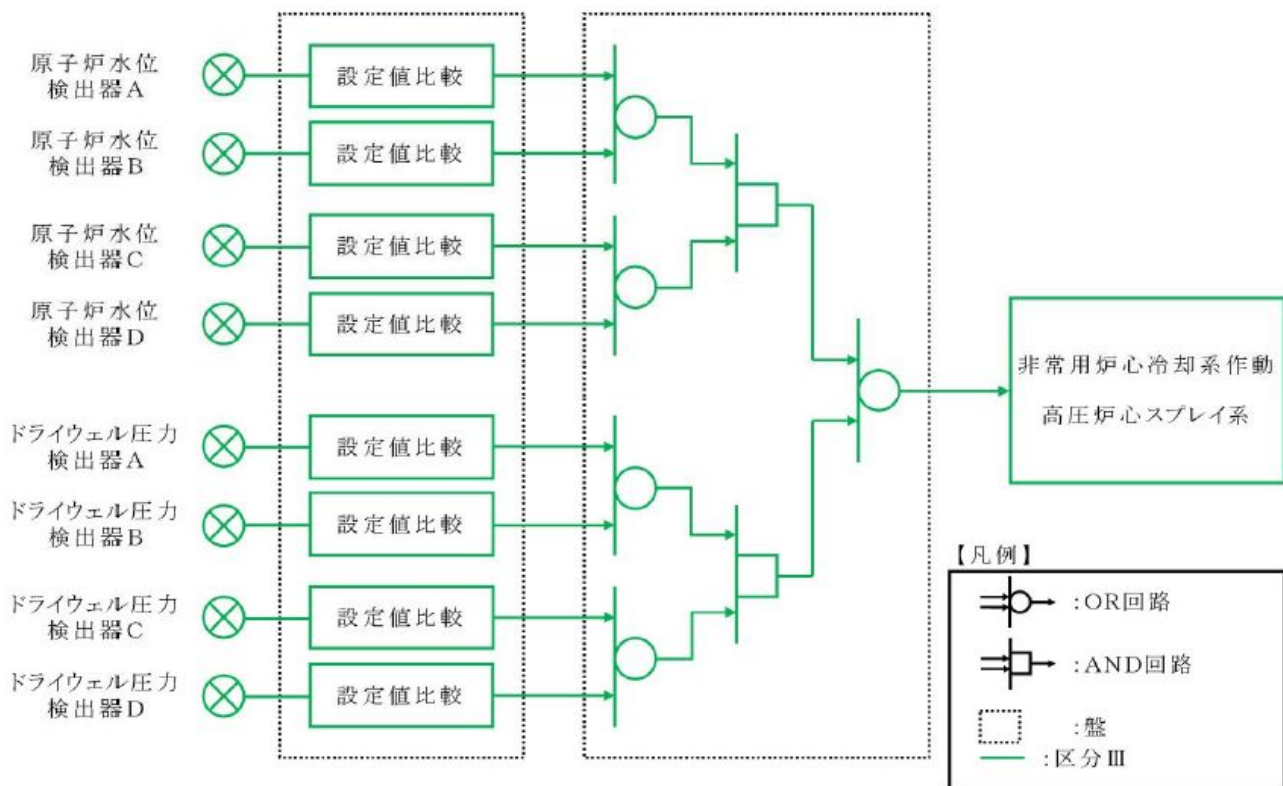 原子炉水位
検出器A
設定値比較
原子炉水位
検出器B
設定値比較
原子炉水位
検出器C
設定値比較
原子炉水位
検出器D
設定値比較
ドライウェル圧力
検出器A
設定値比較
ドライウェル圧力
検出器B
設定値比較
ドライウェル圧力
検出器C
設定値比較
ドライウェル圧力
検出器D
設定値比較
非常用炉心冷却系作動
高圧炉心スプレイ系
【凡例】
:OR回路
:AND回路
:盤
:区分Ⅲ